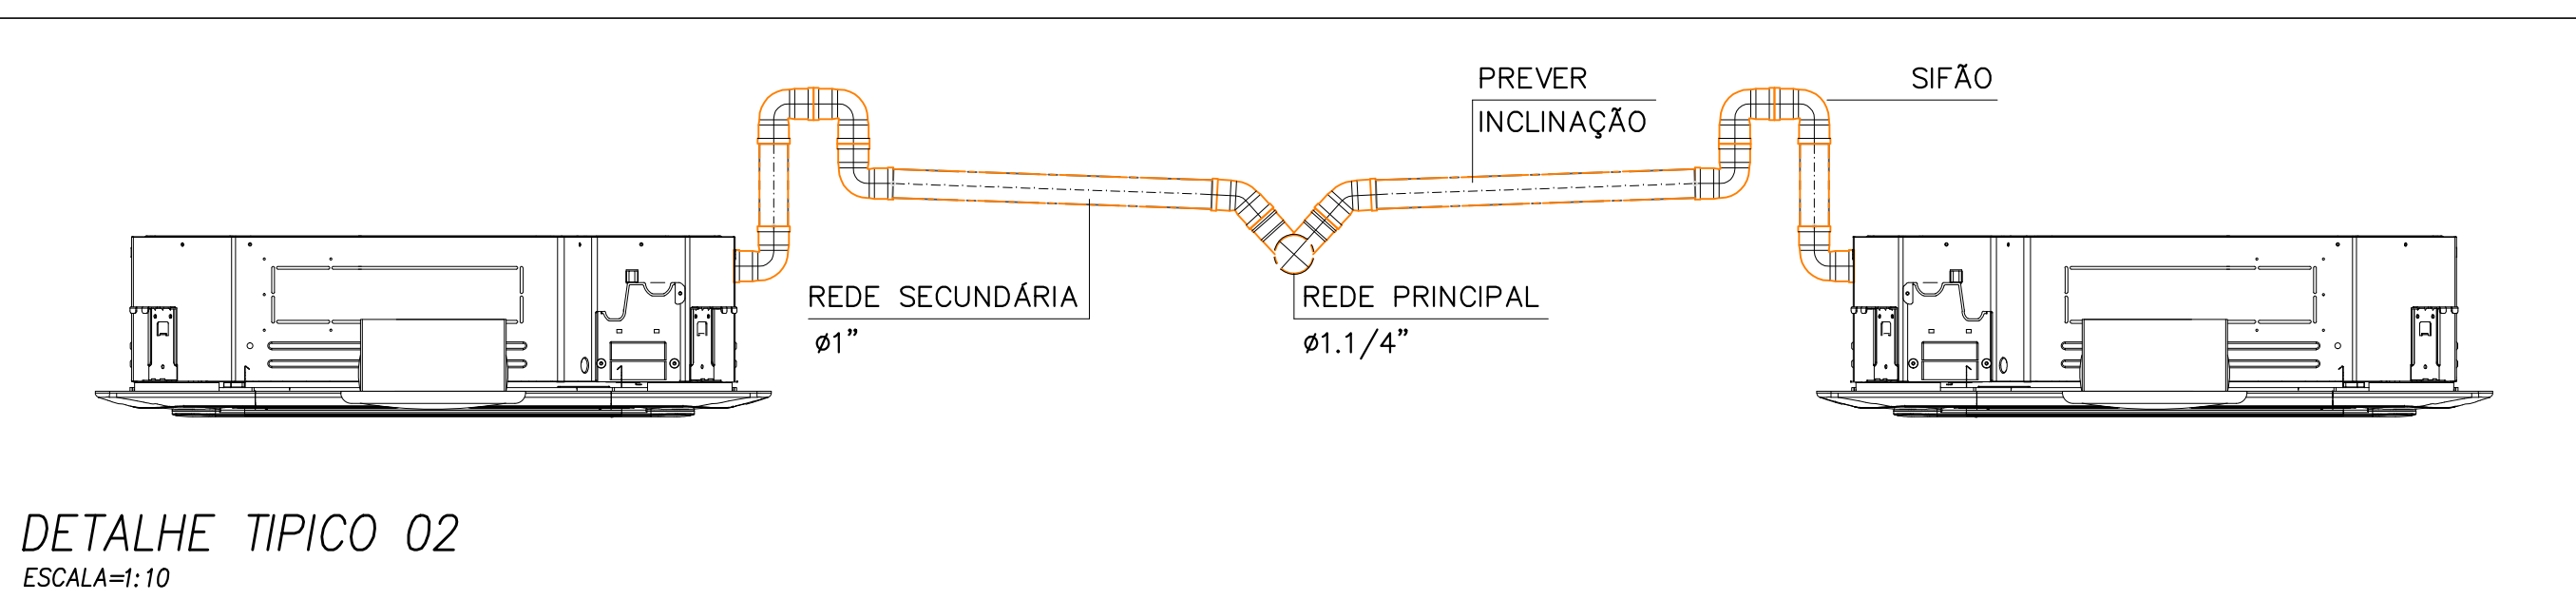 PREVER
INCLINAÇÃO
SIFÃO
REDE SECUNDÁRIA
ø1”
REDE PRINCIPAL
ø1.1/4”
DETALHE TIPICO 02
ESCALA=1:10